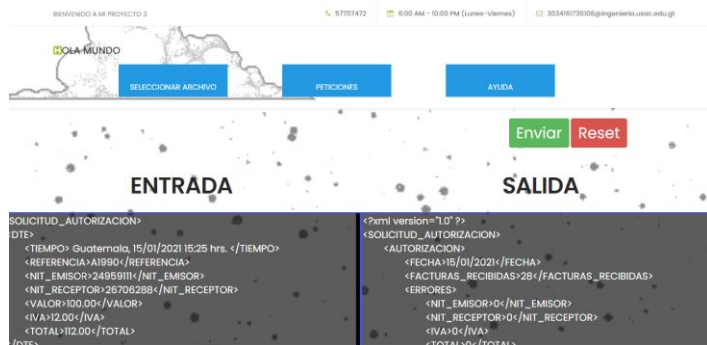 BIENVENIDO A MI PROYECTO 3
57707472
6:00 AM - 10:00 PM (Lunes-Viernes)
3034161730108@ingenieria.usac.edu.gt
HOLA MUNDO
SELECCIONAR ARCHIVO
PETICIONES
AYUDA
Enviar
Reset
ENTRADA
SOLICITUD_AUTORIZACION>
<DTE>
<TIEMPO> Guatemala, 15/01/2021 15:25 hrs. </TIEMPO>
<REFERENCIA>A1990</REFERENCIA>
<NIT_EMISOR>24959111</NIT_EMISOR>
<NIT_RECEPTOR>26706288</NIT_RECEPTOR>
<VALOR>100.00</VALOR>
<IVA>12.00</IVA>
<TOTAL>112.00</TOTAL>
</DTE>
SALIDA
<?xml version="1.0" ?>
<SOLICITUD_AUTORIZACION>
<AUTORIZACION>
<FECHA>15/01/2021</FECHA>
<FACTURAS_RECIBIDAS>28</FACTURAS_RECIBIDAS>
<ERRORES>
<NIT_EMISOR>0</NIT_EMISOR>
<NIT_RECEPTOR>0</NIT_RECEPTOR>
<IVA>0</IVA>
<TOTAL>0</TOTAL>